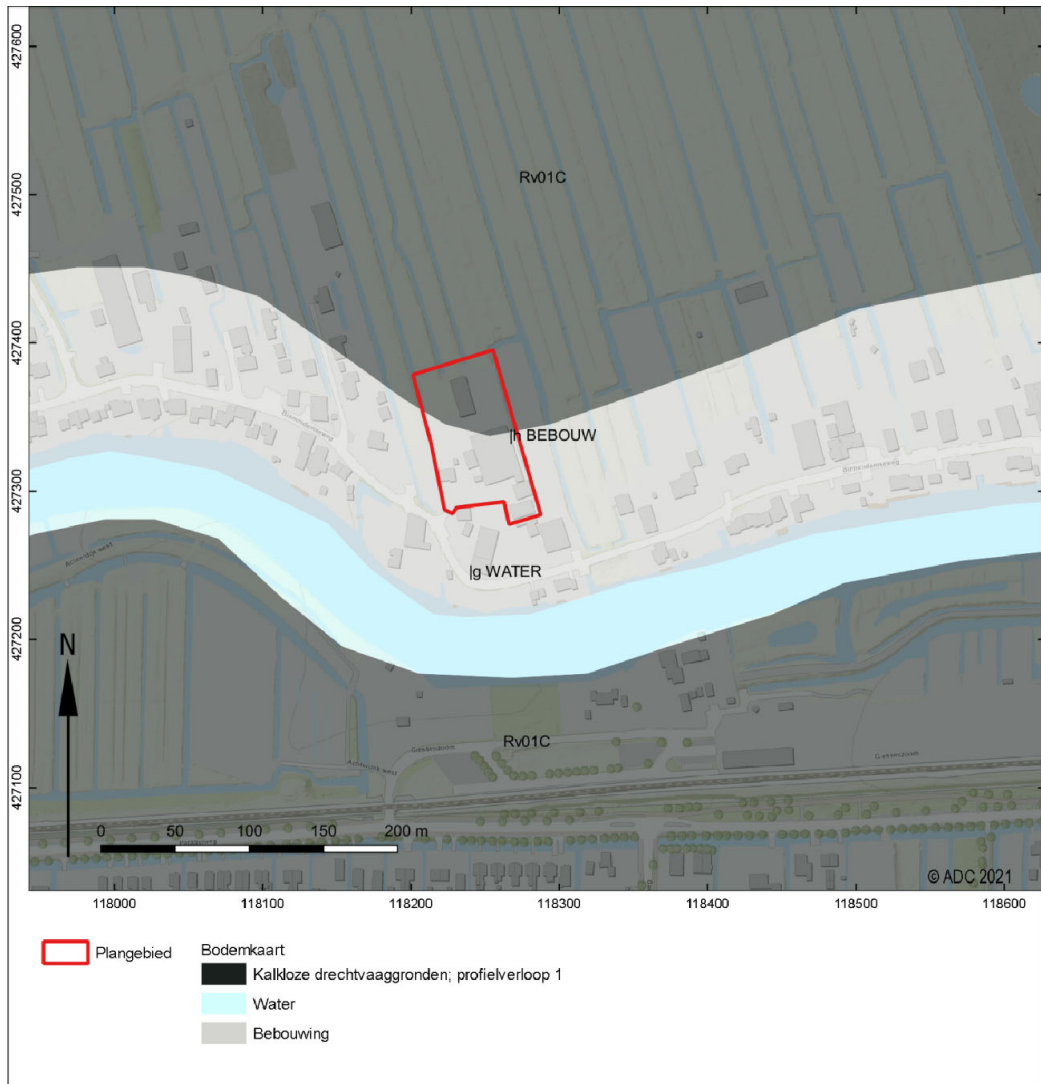 427600
427500
427400
427300
427200
427100
Rv01C
|h BEBOUW
|g WATER
Rv01C
N
0 50 100 150 200 m
© ADC 2021
118000 118100 118200 118300 118400 118500 118600
Plangebied
Bodemkaart
Kalkloze drechtvaaggronden; profielverloop 1
Water
Bebouwing